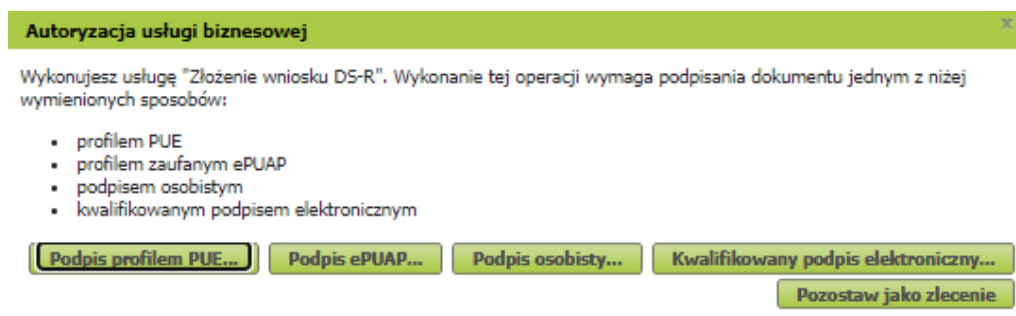 Autoryzacja usługi biznesowej x
Wykonujesz usługę "Złożenie wniosku DS-R". Wykonanie tej operacji wymaga podpisania dokumentu jednym z niżej
wymienionych sposobów:
• profilem PUE
• profilem zaufanym ePUAP
• podpisem osobistym
• kwalifikowanym podpisem elektronicznym
Podpis profilem PUE... Podpis ePUAP... Podpis osobisty... Kwalifikowany podpis elektroniczny...
Pozostaw jako zlecenie